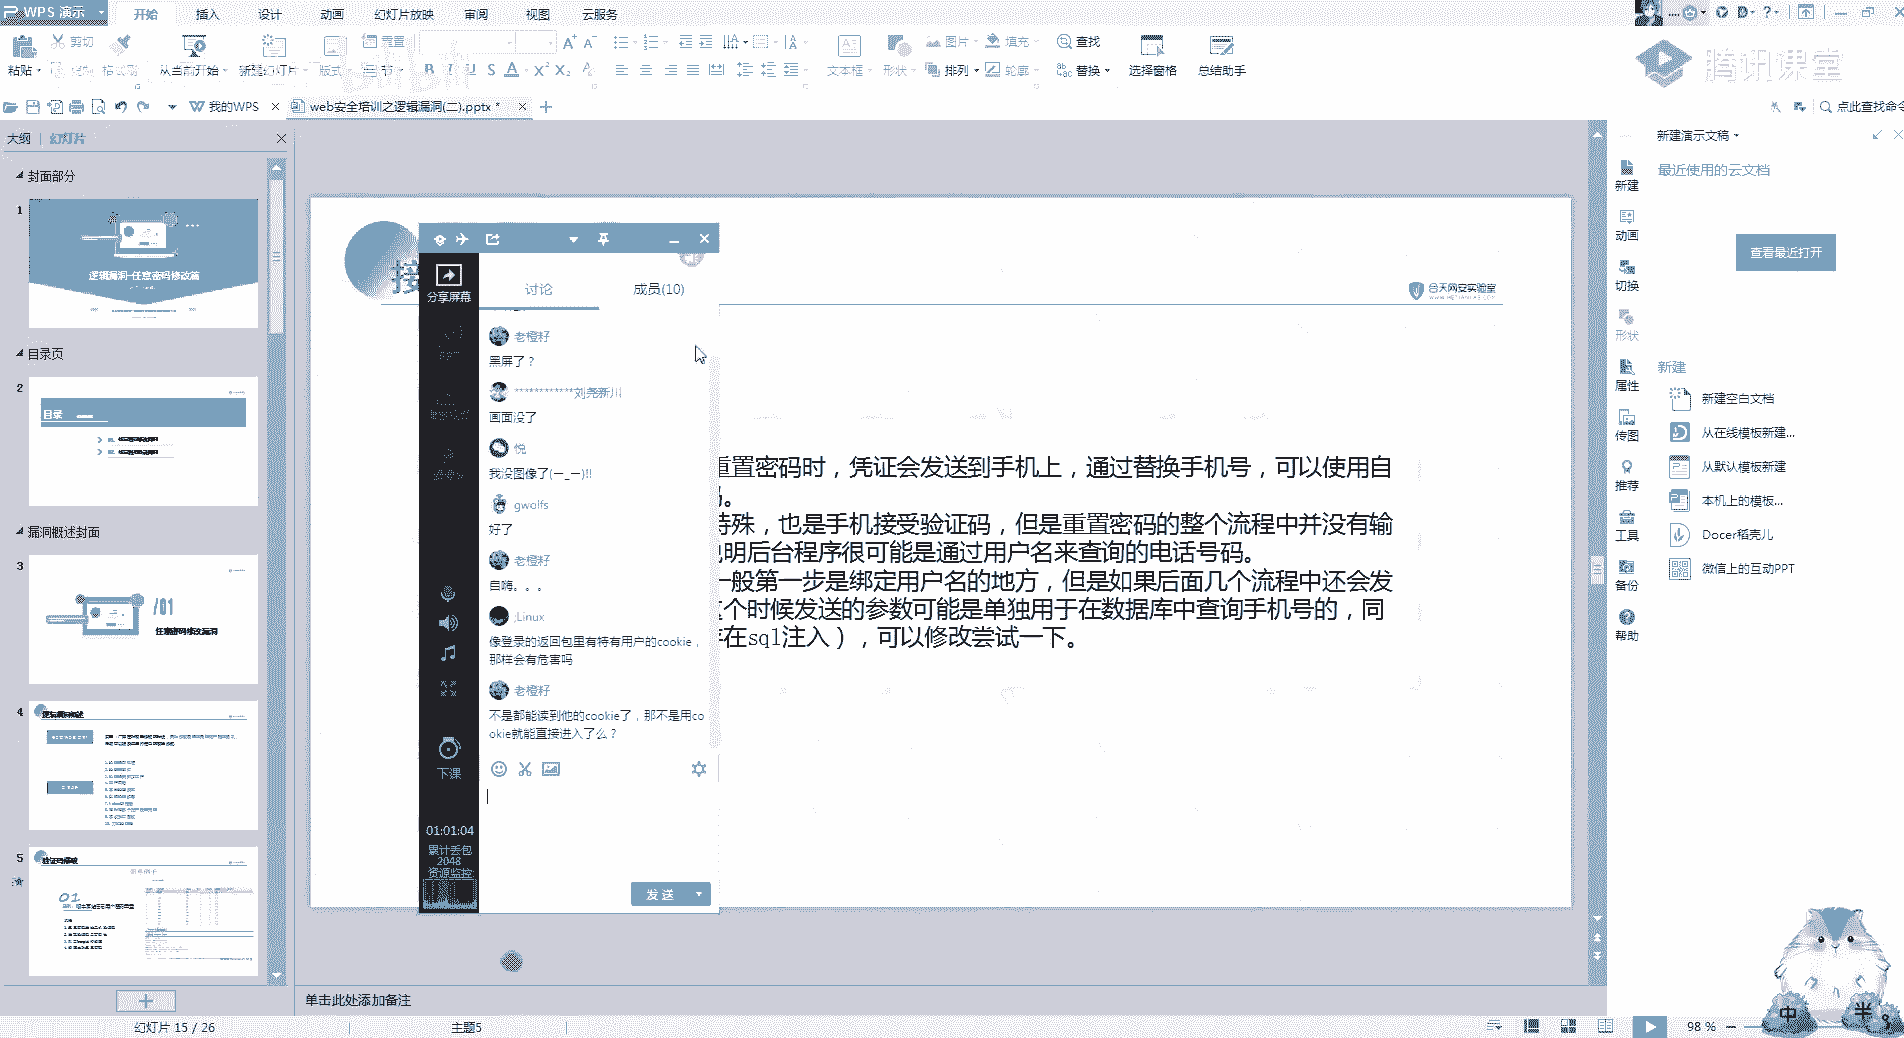 WPS 演示
开始
插入
设计
动画
幻灯片放映
审阅
视图
云服务
剪切
重置
粘贴
从当前开始
新建幻灯片
版式
文本框
形状
图片
排列
填充
轮廓
查找
替换
选择窗格
总结助手
腾讯课堂
我的WPS
web安全培训之逻辑漏洞(二).pptx *
点此查找命令
大纲
幻灯片
封面部分
1
逻辑漏洞-任意密码修改篇
目录页
2
目录
漏洞概述封面
3
/01
任意密码修改漏洞
4
逻辑漏洞概述
5
01
接
合天网安实验室
分享屏幕
讨论
成员(10)
老橙籽
黑屏了？
************刘尧新川
画面没了
悦
我没图像了(一_一)!!
gwolfs
好了
老橙籽
自嗨。。。
;Linux
像登录的返回包里有特有用户的cookie，
那样会有危害吗
老橙籽
不是都能读到他的cookie了，那不是用co
okie就能直接进入了么？
下课
01:01:04
累计丢包
2048
资源监控
发送
重置密码时，凭证会发送到手机上，通过替换手机号，可以使用自
特殊，也是手机接受验证码，但是重置密码的整个流程中并没有输
说明后台程序很可能是通过用户名来查询的电话号码。
一般第一步是绑定用户名的地方，但是如果后面几个流程中还会发
这个时候发送的参数可能是单独用于在数据库中查询手机号的，同
存在sql注入），可以修改尝试一下。
新建
动画
切换
形状
属性
传图
推荐
工具
备份
帮助
新建演示文稿
最近使用的云文档
查看最近打开
新建
新建空白文档
从在线模板新建...
从默认模板新建
本机上的模板...
Docer稻壳儿
微信上的互动PPT
单击此处添加备注
幻灯片 15 / 26
主题5
98 %
中
半